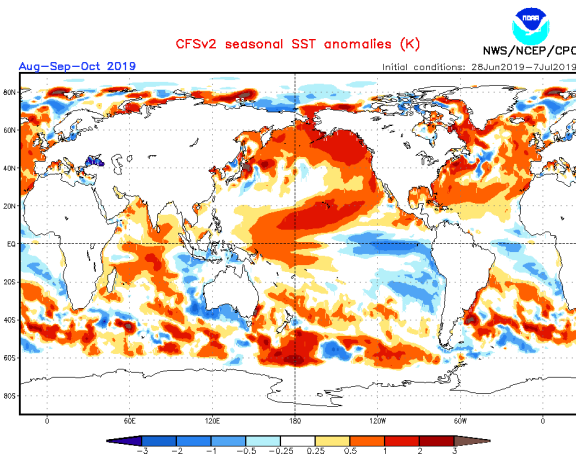 NOAA
CFSv2 seasonal SST anomalies (K)
NWS/NCEP/CPC
Aug-Sep-Oct 2019
Initial conditions: 28Jun2019-7Jul2019
80N
60N
40N
20N
EQ
20S
40S
60S
80S
0 60E 120E 180 120W 60W 0
-3 -2 -1 -0.5 -0.25 0.25 0.5 1 2 3